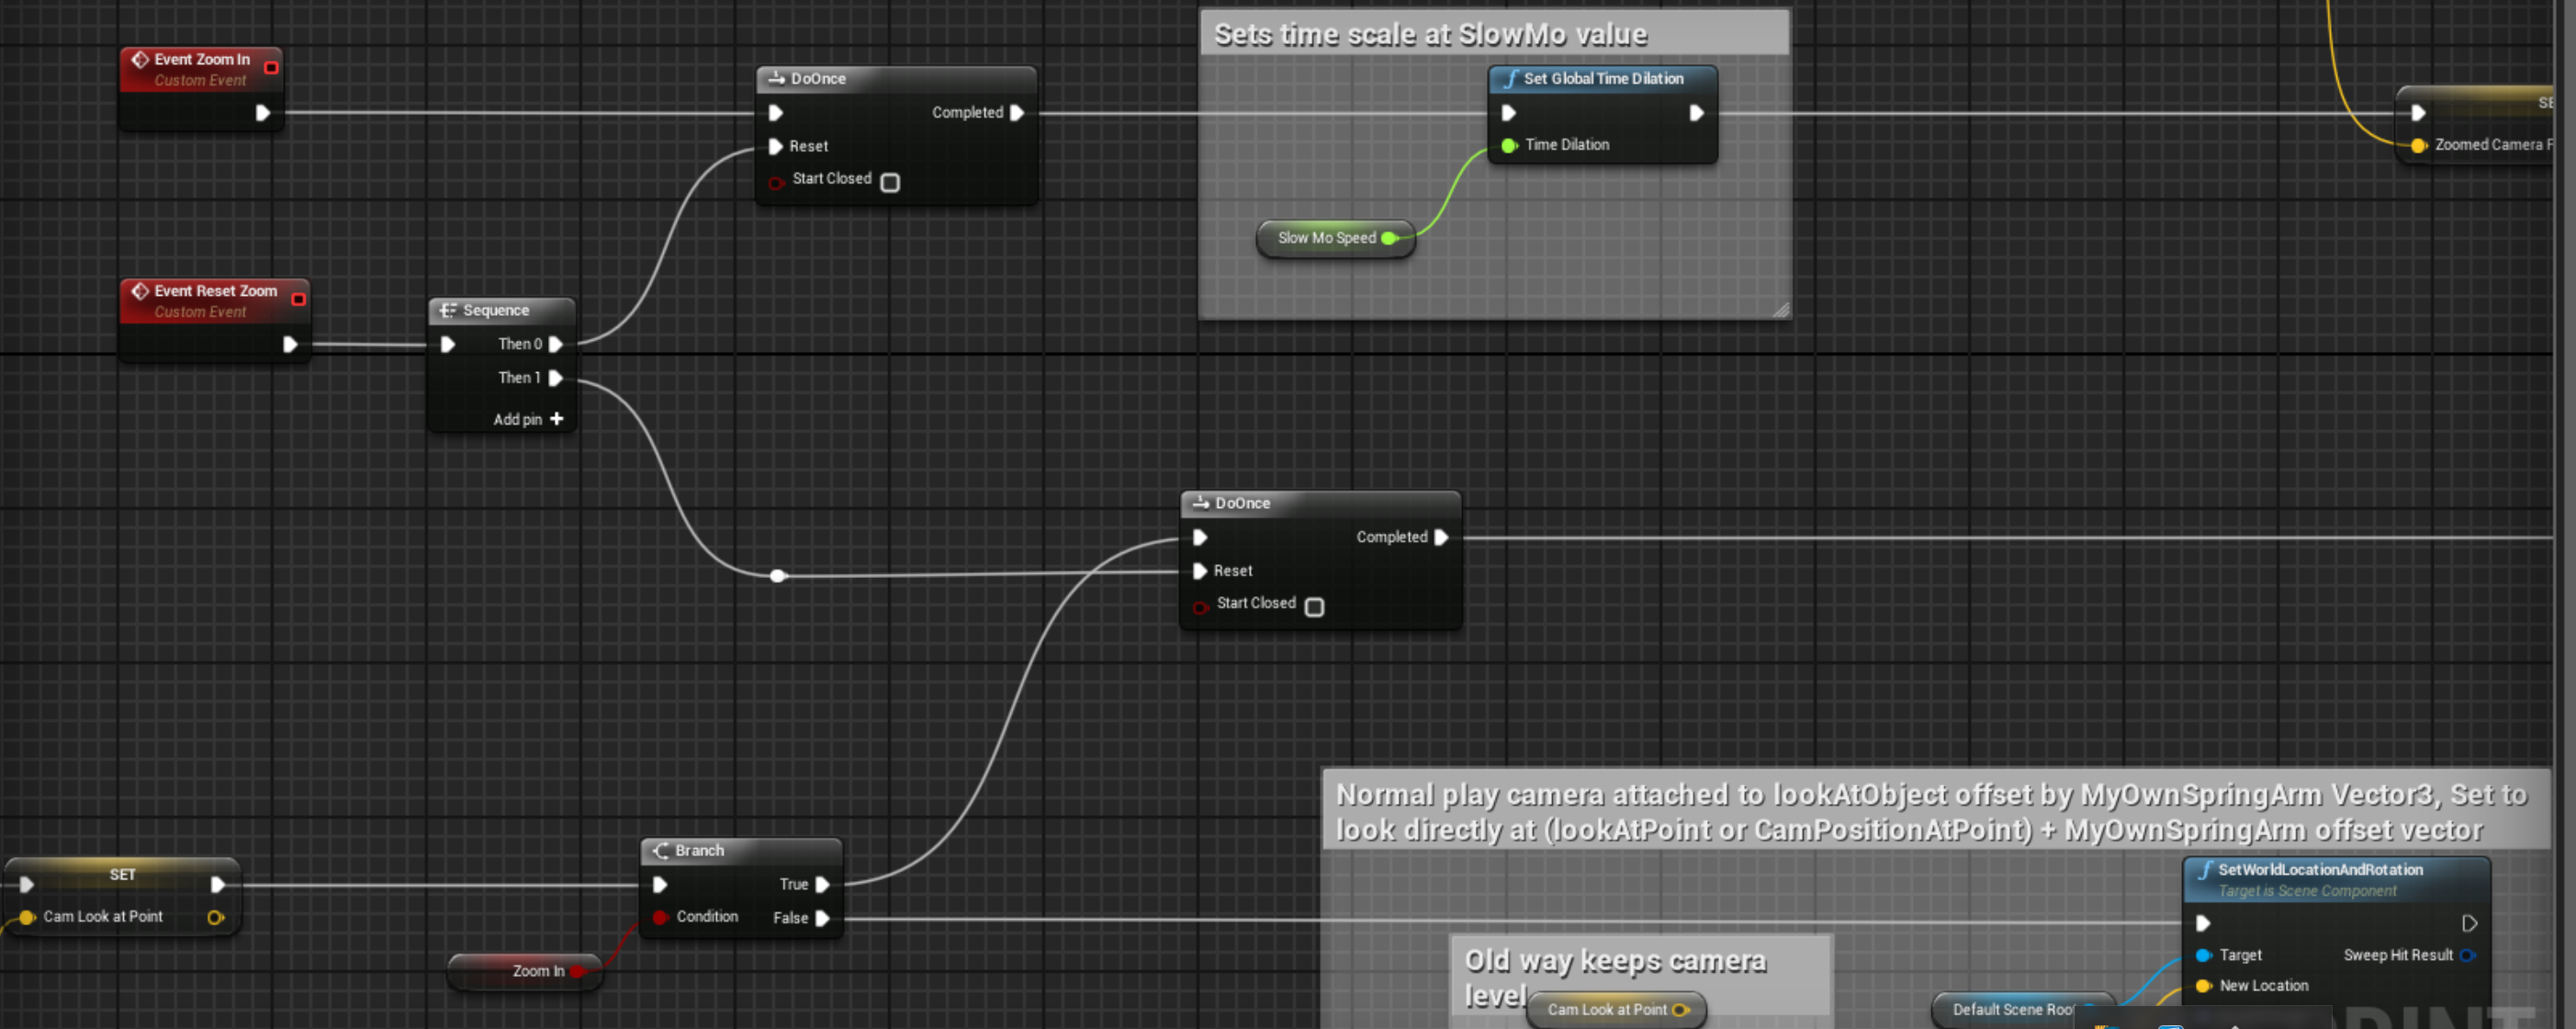 Sets time scale at SlowMo value
Event Zoom In
Custom Event
DoOnce
Completed
Reset
Start Closed
Set Global Time Dilation
Time Dilation
Slow Mo Speed
Zoomed Camera
Event Reset Zoom
Custom Event
Sequence
Then 0
Then 1
Add pin
DoOnce
Completed
Reset
Start Closed
Normal play camera attached to lookAtObject offset by MyOwnSpringArm Vector3, Set to
look directly at (lookAtPoint or CamPositionAtPoint) + MyOwnSpringArm offset vector
SET
Cam Look at Point
Branch
True
Condition
False
Zoom In
SetWorldLocationAndRotation
Target is Scene Component
Target
Sweep Hit Result
New Location
Old way keeps camera
level
Cam Look at Point
Default Scene